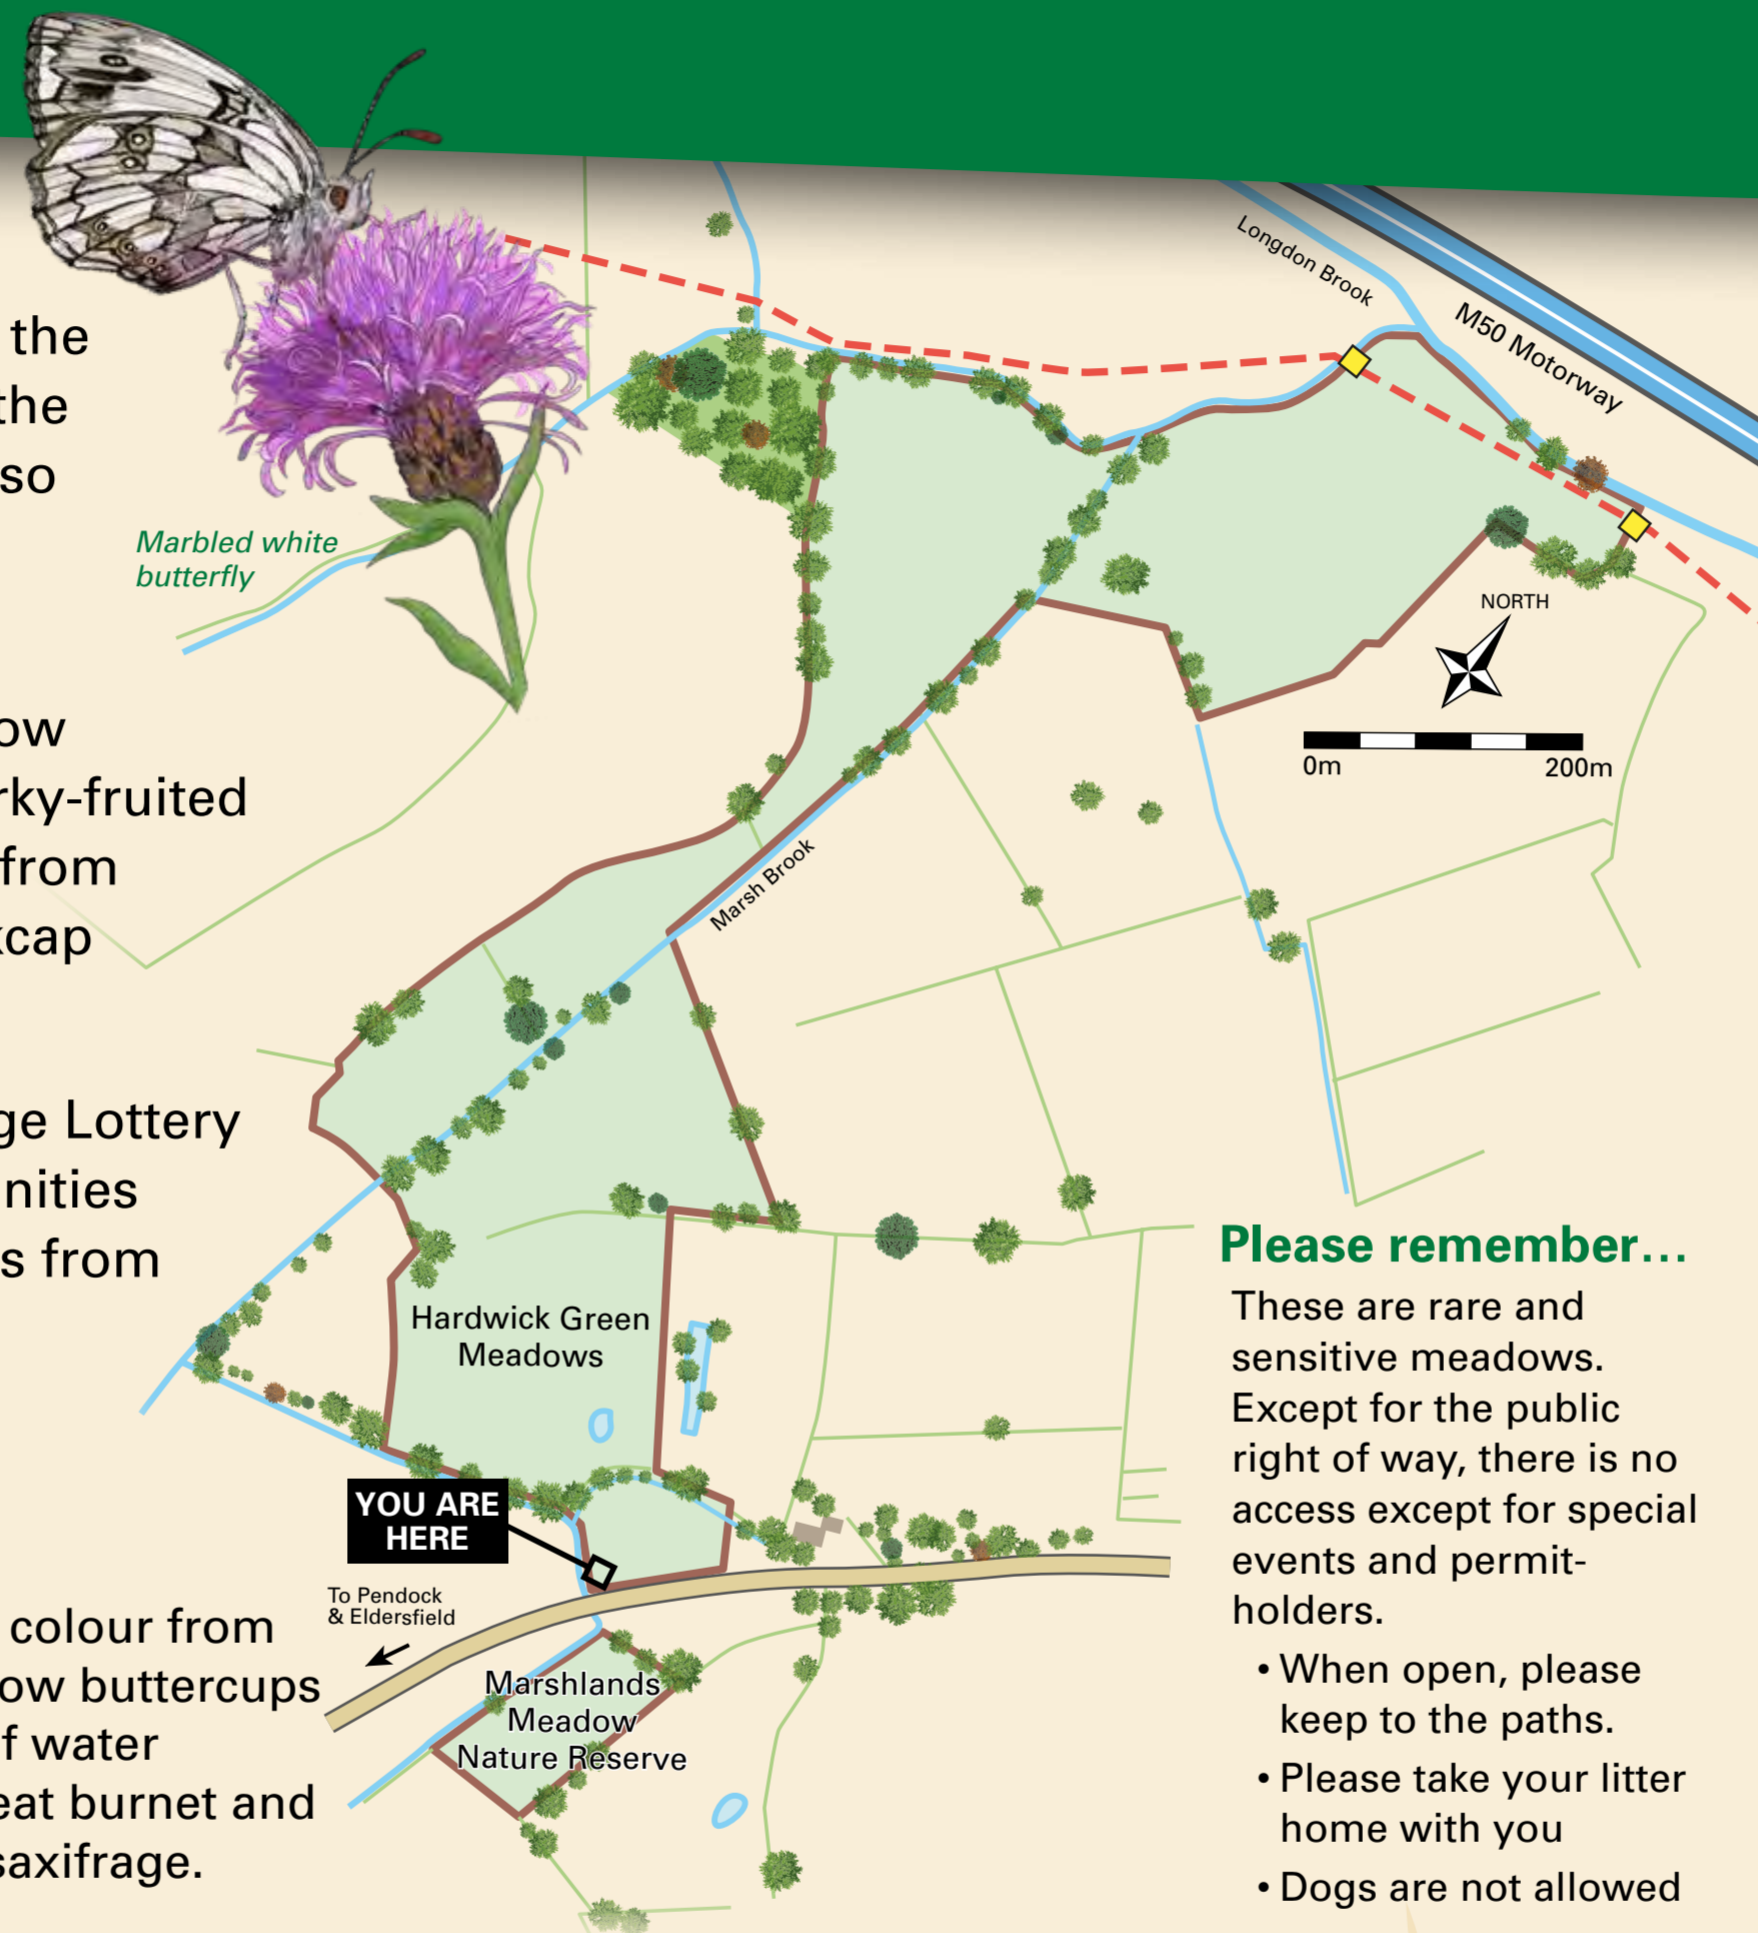 the
the
so
Marbled white
butterfly
ow
rky-fruited
from
kcap
ge Lottery
nities
s from
colour from
ow buttercups
f water
eat burnet and
saxifrage.
Longdon Brook
M50 Motorway
NORTH
0m
200m
Marsh Brook
Hardwick Green
Meadows
YOU ARE
HERE
To Pendock
& Eldersfield
Marshlands
Meadow
Nature Reserve
Please remember...
These are rare and
sensitive meadows.
Except for the public
right of way, there is no
access except for special
events and permit-
holders.
• When open, please
keep to the paths.
• Please take your litter
home with you
• Dogs are not allowed